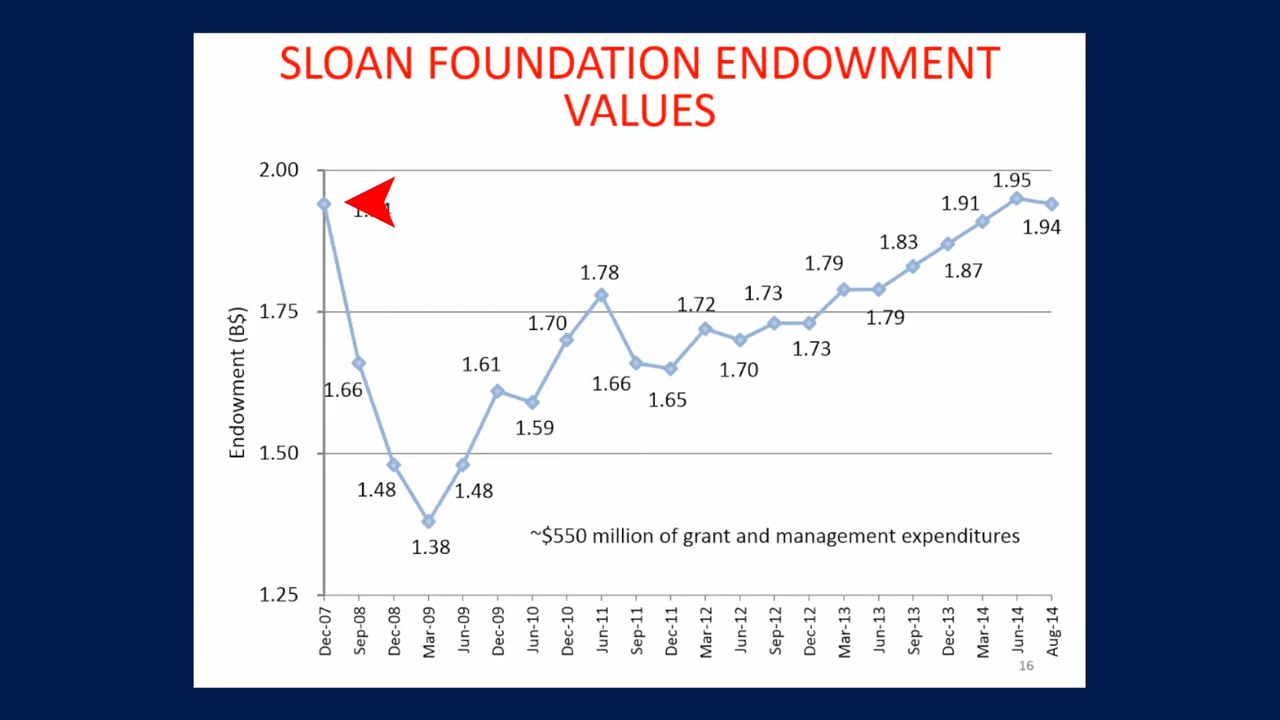 SLOAN FOUNDATION ENDOWMENT
VALUES
2.00
1.75
1.50
1.25
Endowment (B$)
1.66
1.48
1.38
1.48
1.61
1.59
1.70
1.78
1.66
1.65
1.72
1.70
1.73
1.73
1.79
1.79
1.83
1.87
1.91
1.95
1.94
~$550 million of grant and management expenditures
Dec-07
Sep-08
Dec-08
Mar-09
Jun-09
Dec-09
Jun-10
Dec-10
Jun-11
Sep-11
Dec-11
Mar-12
Jun-12
Sep-12
Dec-12
Mar-13
Jun-13
Sep-13
Dec-13
Mar-14
Jun-14
Aug-14
16